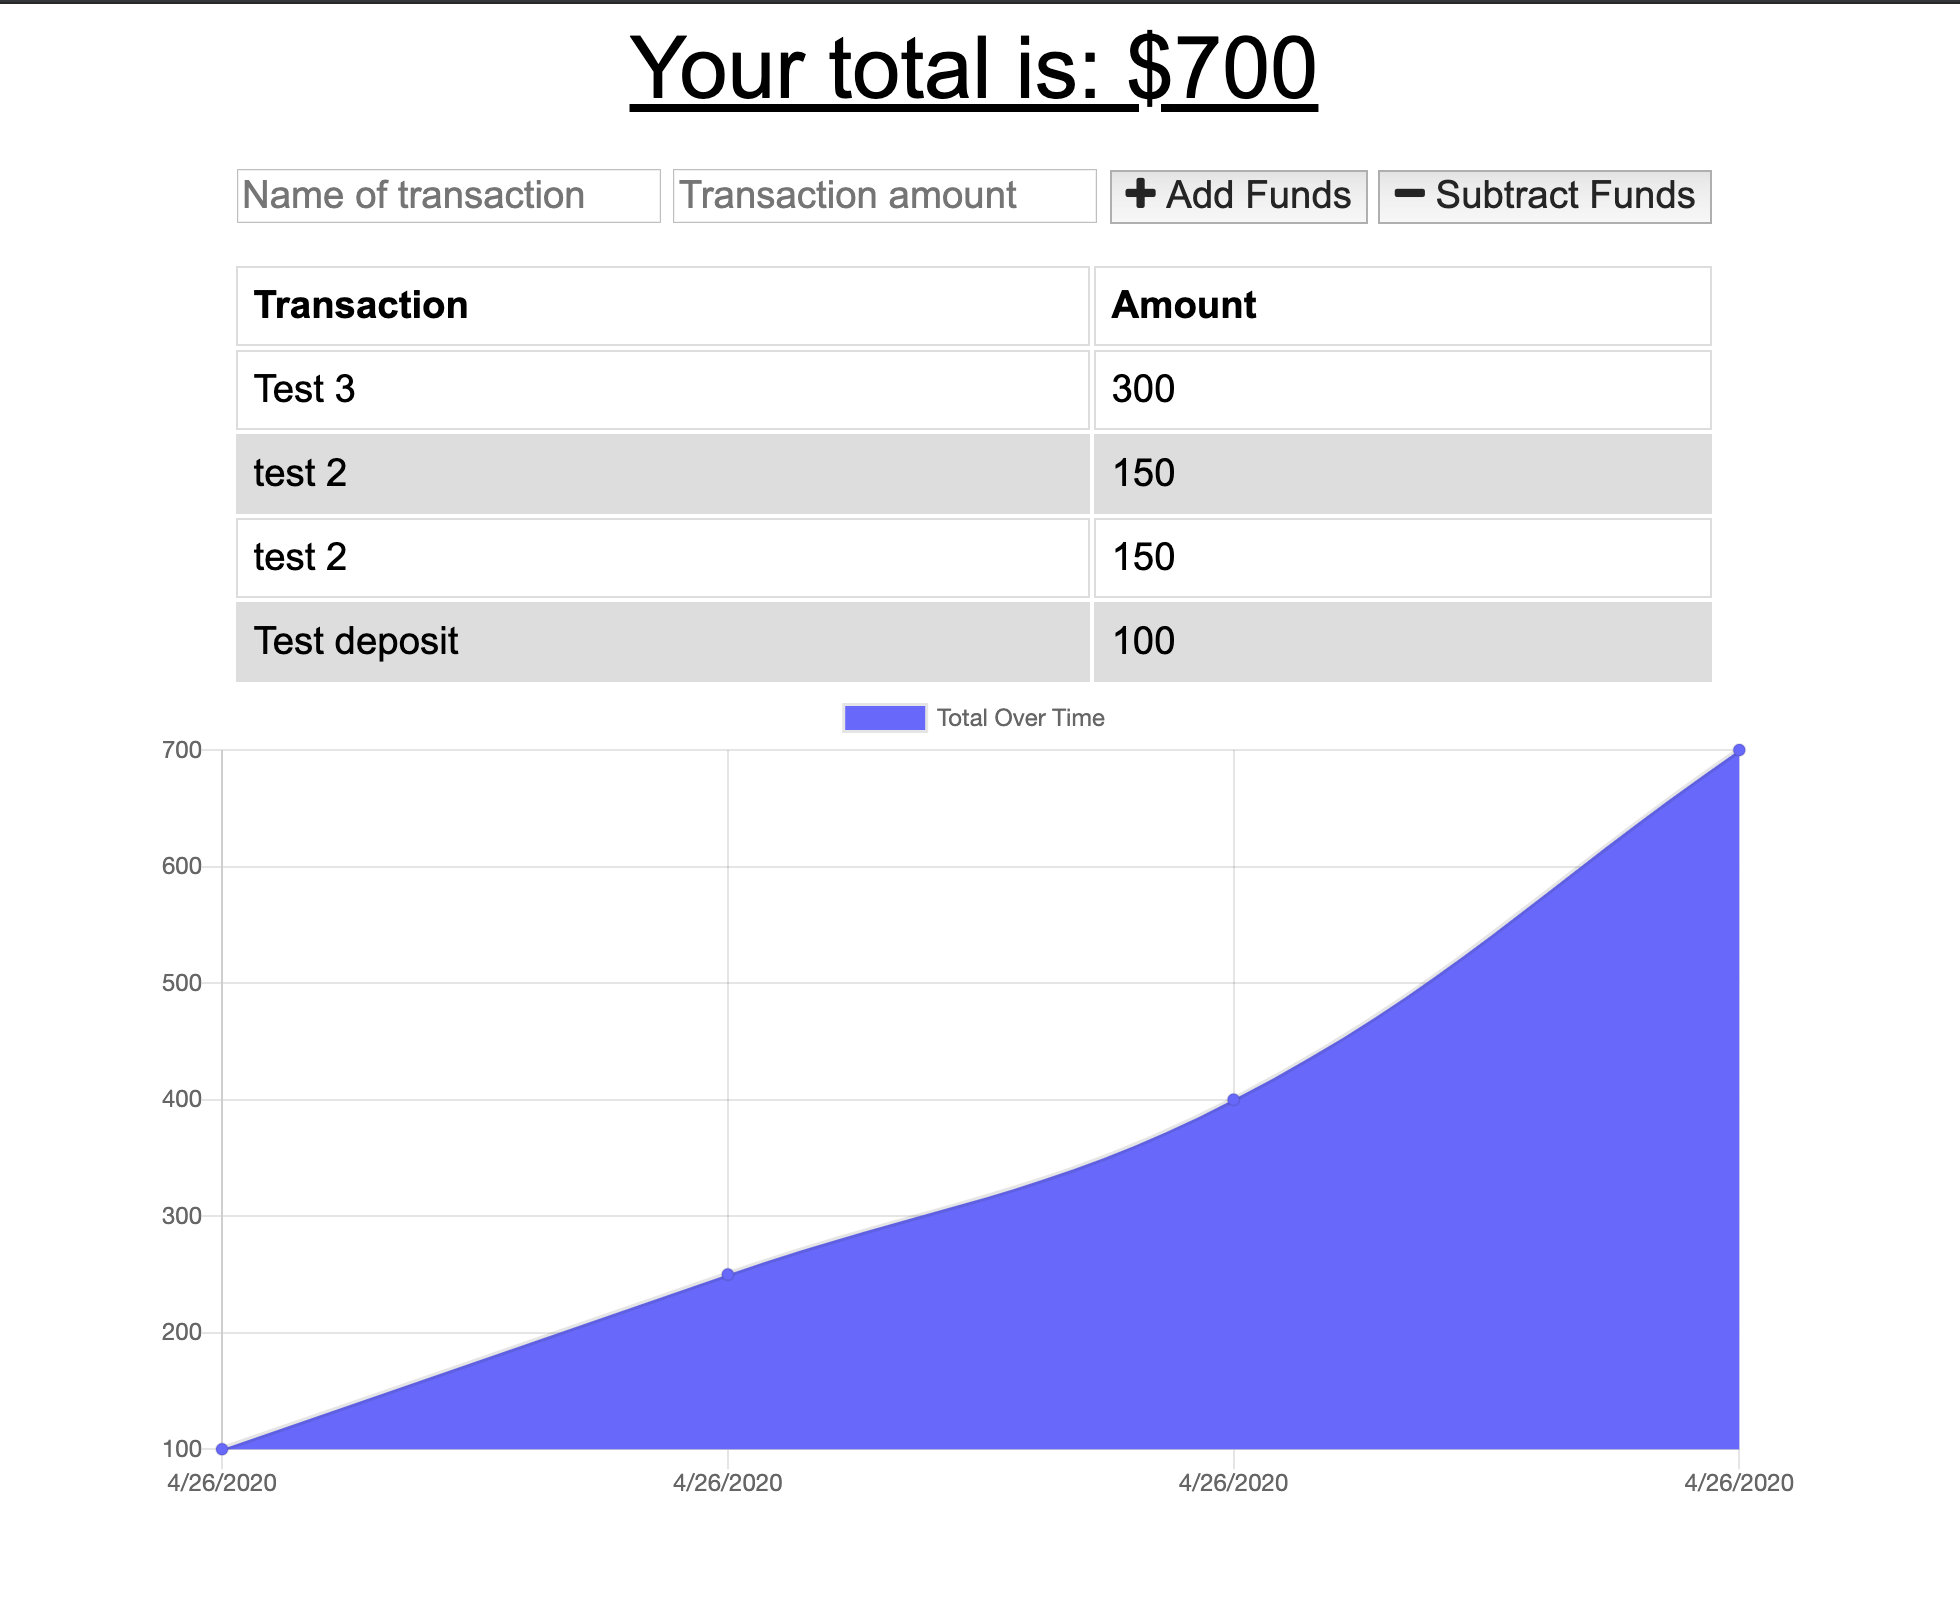 Your total is: $700
Name of transaction Transaction amount Add Funds Subtract Funds
Transaction Amount
Test 3 300
test 2 150
test 2 150
Test deposit 100
Total Over Time
700
600
500
400
300
200
100
4/26/2020 4/26/2020 4/26/2020 4/26/2020